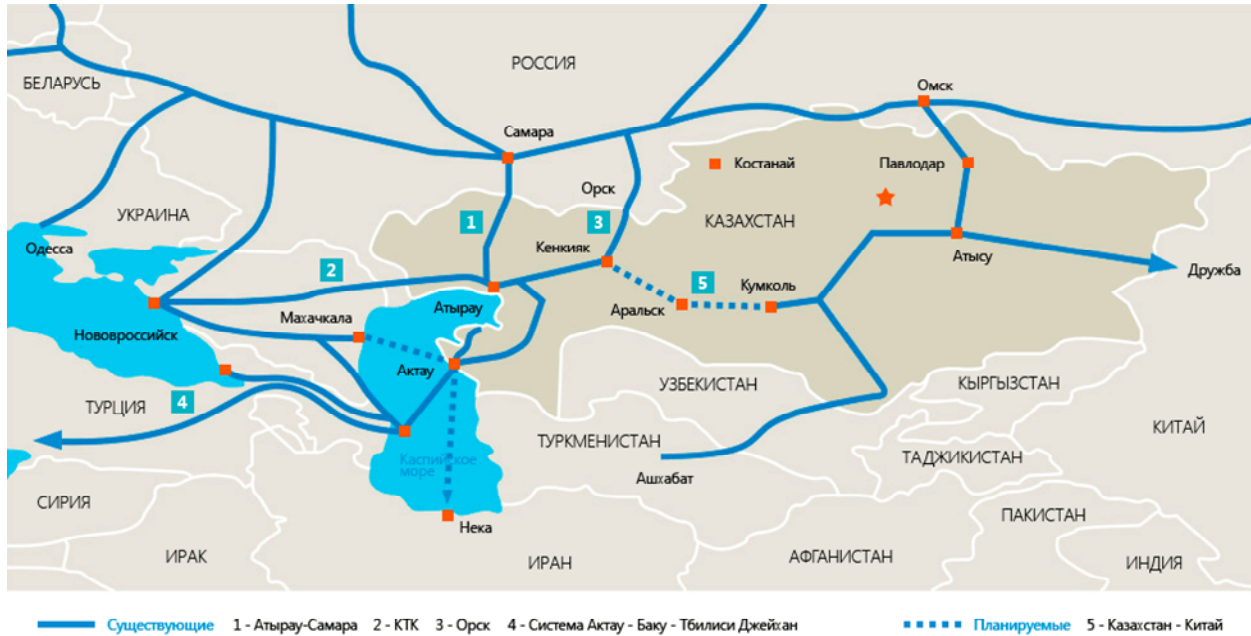 РОССИЯ
БЕЛАРУСЬ
Омск
Самара
Костанай
Павлодар
Орск
УКРАИНА
1
3
КАЗАХСТАН
Одесса
Кенкияк
2
Атысу
Дружба
5
Кумколь
Атырау
Аральск
Махачкала
Нововроссийск
Актау
УЗБЕКИСТАН
КЫРГЫЗСТАН
ТУРЦИЯ
4
КИТАЙ
ТУРКМЕНИСТАН
ТАДЖИКИСТАН
Каспийское
море
Ашхабат
СИРИЯ
ПАКИСТАН
Нека
ИРАК
ИРАН
АФГАНИСТАН
ИНДИЯ
Существующие 1 - Атырау-Самара 2 - КТК 3 - Орск 4 - Система Актау - Баку - Тбилиси Джейхан Планируемые 5 - Казахстан - Китай